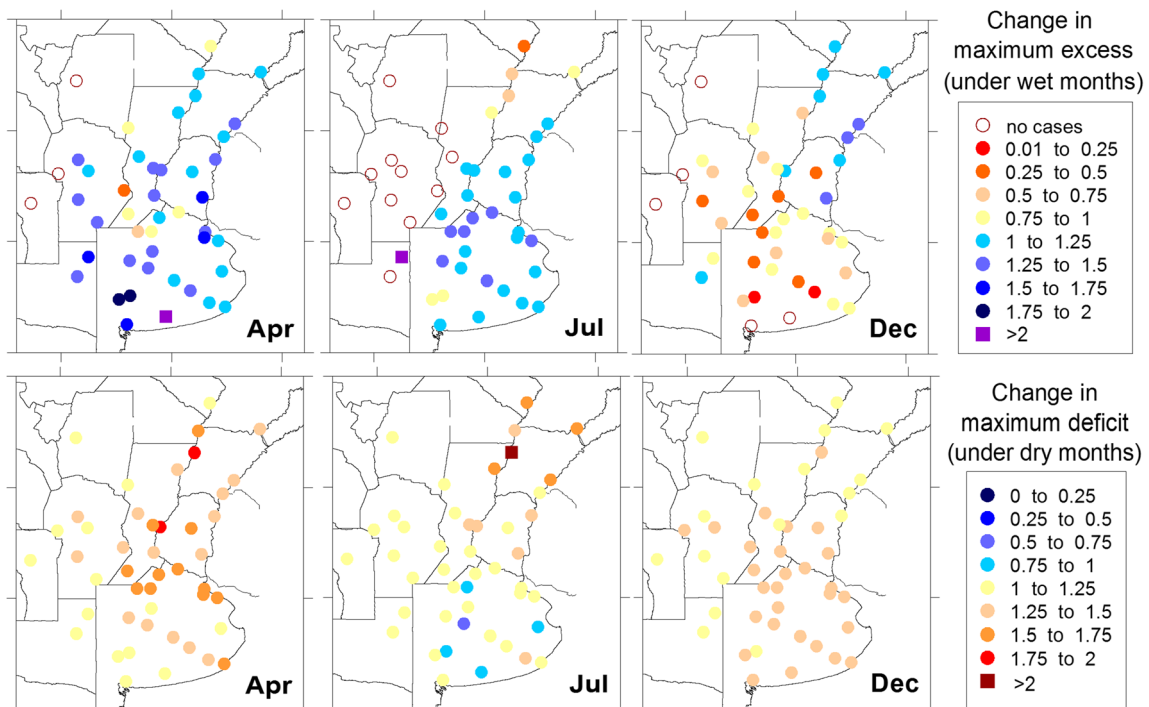 Change in
maximum excess
(under wet months)
no cases
0.01 to 0.25
0.25 to 0.5
0.5 to 0.75
0.75 to 1
1 to 1.25
1.25 to 1.5
1.5 to 1.75
1.75 to 2
>2
Apr
Jul
Dec
Change in
maximum deficit
(under dry months)
0 to 0.25
0.25 to 0.5
0.5 to 0.75
0.75 to 1
1 to 1.25
1.25 to 1.5
1.5 to 1.75
1.75 to 2
>2
Apr
Jul
Dec